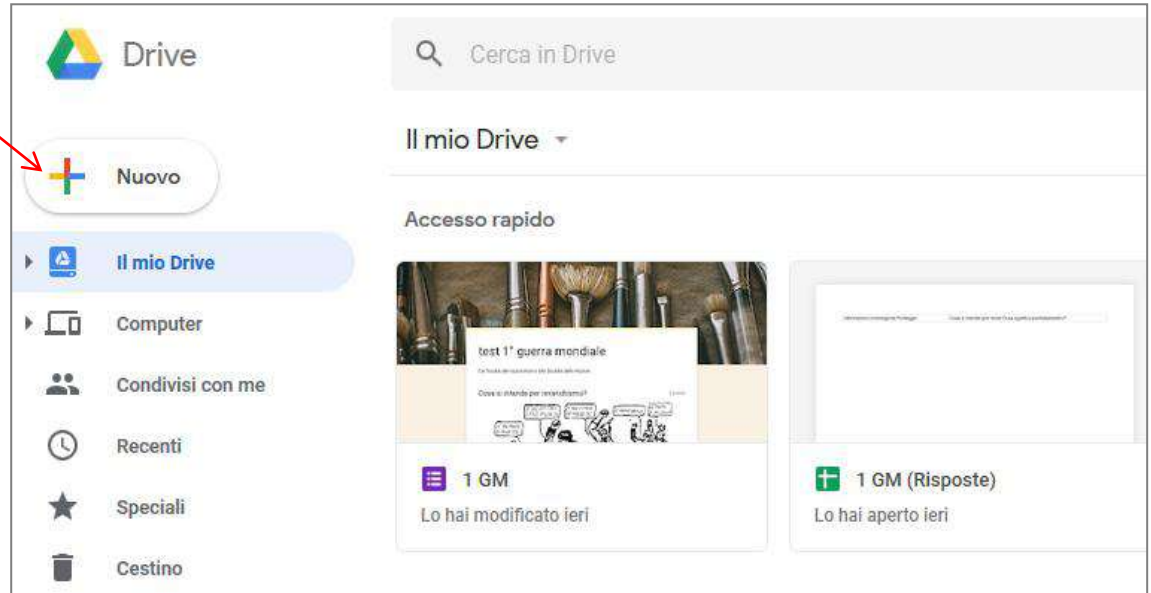 Drive
Cerca in Drive
Nuovo
Il mio Drive
Accesso rapido
Il mio Drive
Computer
Condivisi con me
Recenti
Speciali
Cestino
test 1° guerra mondiale
Cosa si intende per
1 GM
Lo hai modificato ieri
1 GM (Risposte)
Lo hai aperto ieri